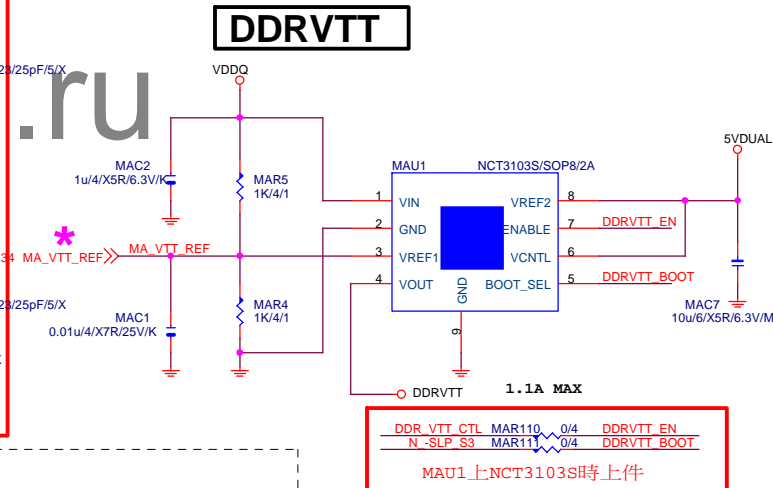 DDRVTT
23/25pF/5/X
.ru
VDDQ
5VDUAL
MAC2
1u/4/X5R/6.3V/K
MAR5
1K/4/1
MAU1
NCT3103S/SOP8/2A
1
VIN
VREF2
8
2
GND
ENABLE
7
DDRVTT_EN
34
MA_VTT_REF
*
MA_VTT_REF
3
VREF1
VCNTL
6
4
VOUT
BOOT_SEL
5
DDRVTT_BOOT
GND
9
23/25pF/5/X
MAC1
0.01u/4/X7R/25V/K
MAR4
1K/4/1
MAC7
10u/6/X5R/6.3V/M
DDRVTT
1.1A MAX
DDR_VTT_CTL MAR110 0/4 DDRVTT_EN
N_-SLP_S3 MAR111 0/4 DDRVTT_BOOT
MAU1上NCT3103S時上件